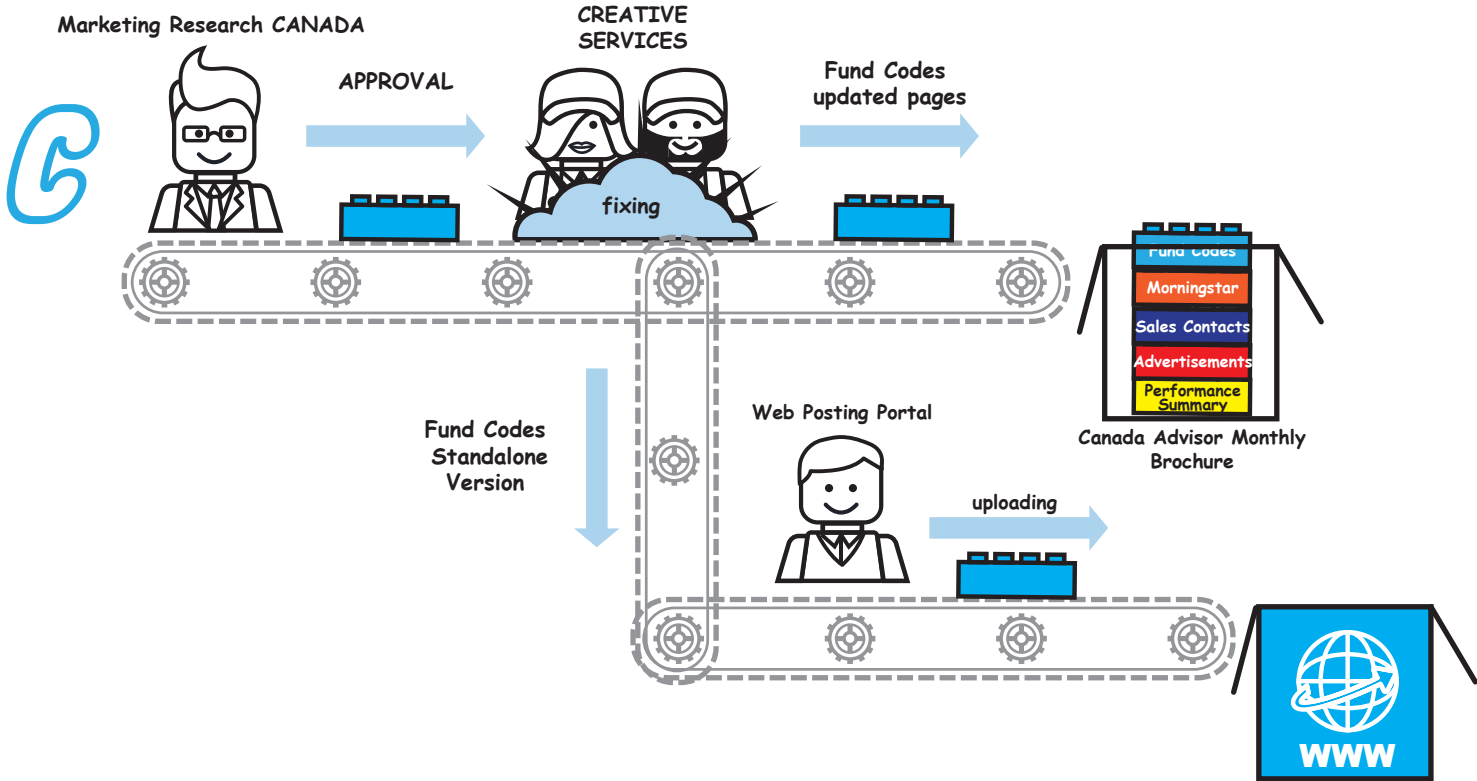 Marketing Research CANADA
CREATIVE
SERVICES
APPROVAL
Fund Codes
updated pages
C
fixing
Fund Codes
Morningstar
Sales Contacts
Advertisements
Performance
Summary
Canada Advisor Monthly
Brochure
Fund Codes
Standalone
Version
Web Posting Portal
uploading
www